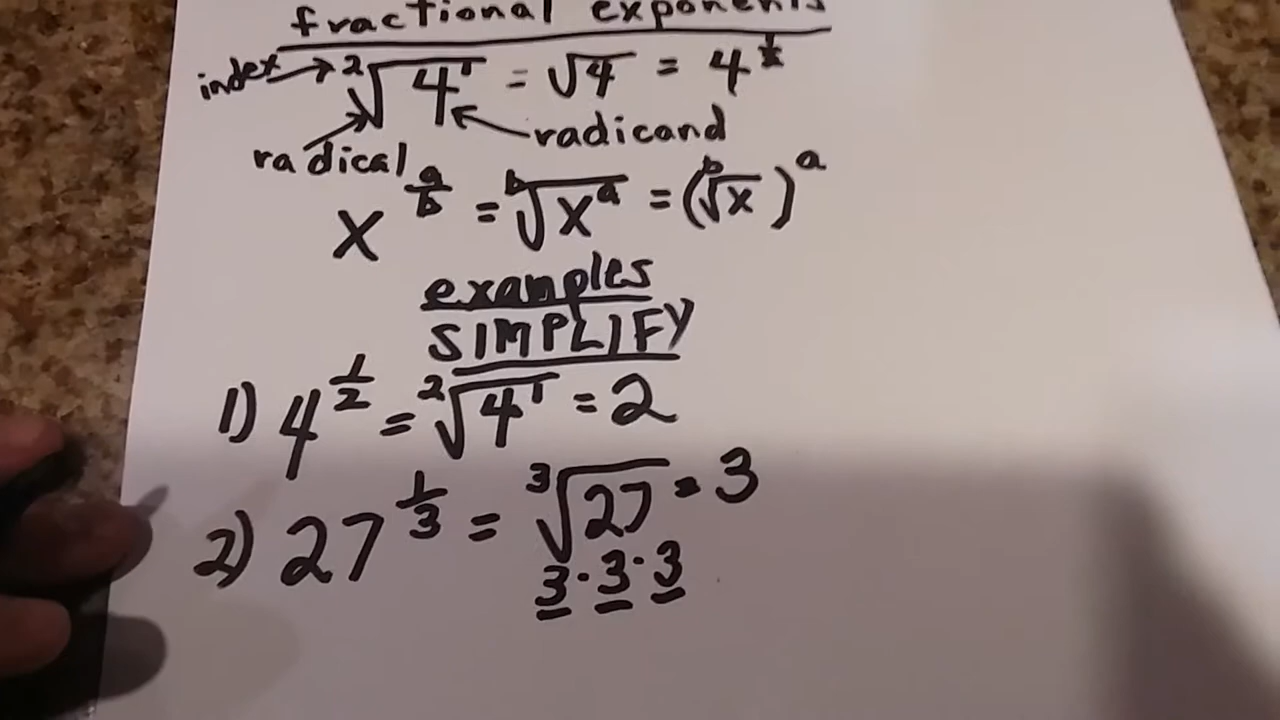 fractional exponents
index → ²√4¹ = √4 = 4^½
radical radicand
x^(a/b) = ᵇ√xᵃ = (ᵇ√x)ᵃ
examples
SIMPLIFY
1) 4^(1/2) = ²√4¹ = 2
2) 27^(1/3) = ³√27 = 3
3·3·3